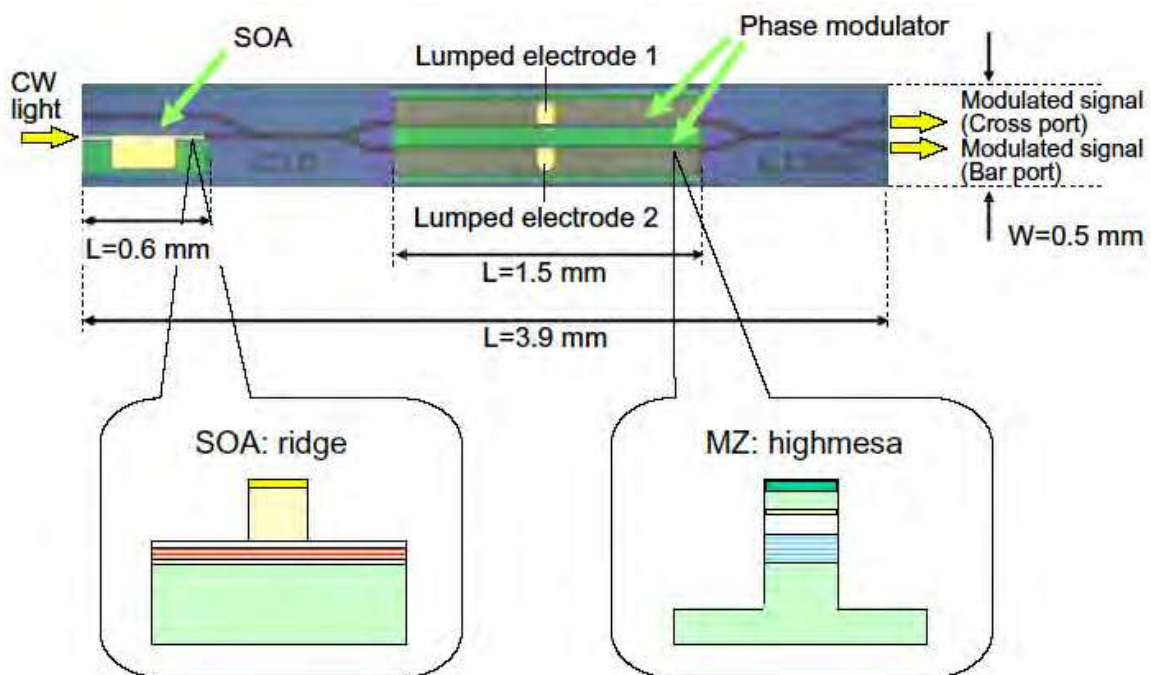 SOA
Phase modulator
Lumped electrode 1
CW
light
Modulated signal
(Cross port)
Modulated signal
(Bar port)
Lumped electrode 2
W=0.5 mm
L=0.6 mm
L=1.5 mm
L=3.9 mm
SOA: ridge
MZ: highmesa